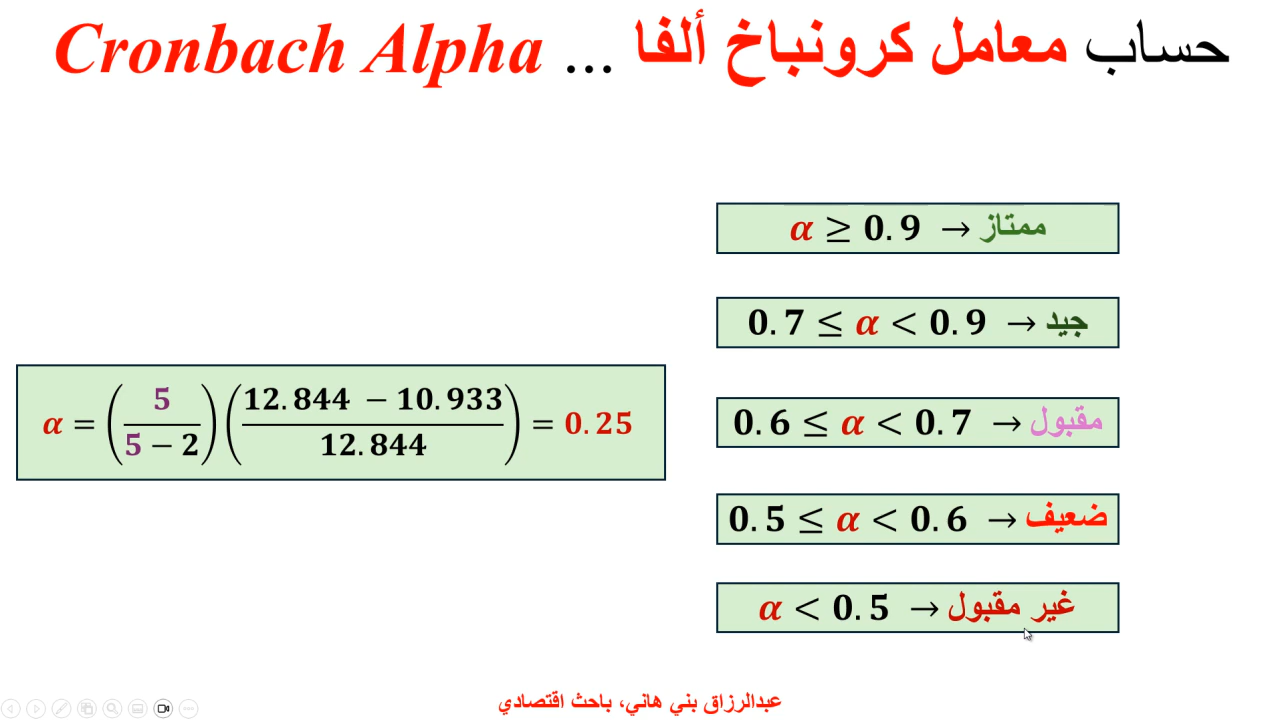 حساب معامل كرونباخ ألفا ... Cronbach Alpha
α ≥ 0.9 → ممتاز
0.7 ≤ α < 0.9 → جيد
α = (5 / (5 − 2)) ((12.844 − 10.933) / 12.844) = 0.25
0.6 ≤ α < 0.7 → مقبول
0.5 ≤ α < 0.6 → ضعيف
α < 0.5 → غير مقبول
عبدالرزاق بني هاني، باحث اقتصادي